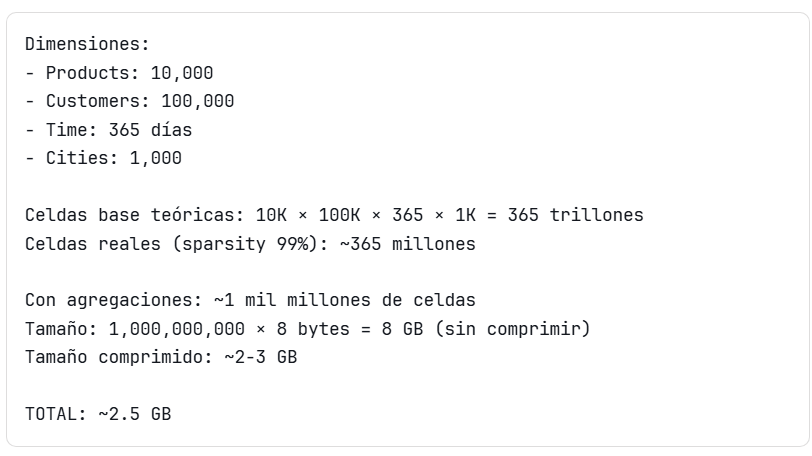 Dimensiones:
- Products: 10,000
- Customers: 100,000
- Time: 365 días
- Cities: 1,000
Celdas base teóricas: 10K × 100K × 365 × 1K = 365 trillones
Celdas reales (sparsity 99%): ~365 millones
Con agregaciones: ~1 mil millones de celdas
Tamaño: 1,000,000,000 × 8 bytes = 8 GB (sin comprimir)
Tamaño comprimido: ~2-3 GB
TOTAL: ~2.5 GB